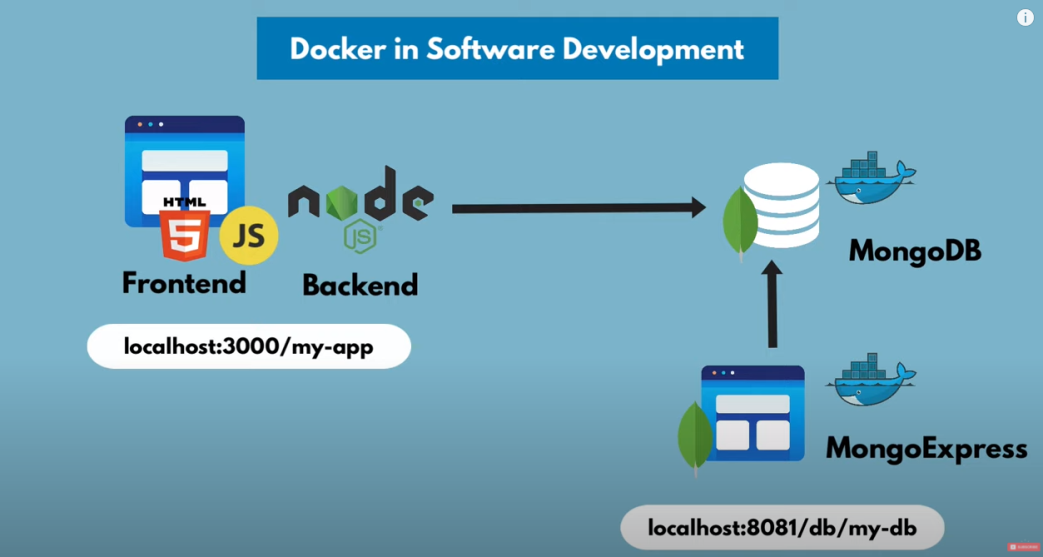 Docker in Software Development
HTML
5
JS
node
JS
Frontend
Backend
localhost:3000/my-app
MongoDB
MongoExpress
localhost:8081/db/my-db
SUBSCRIBE